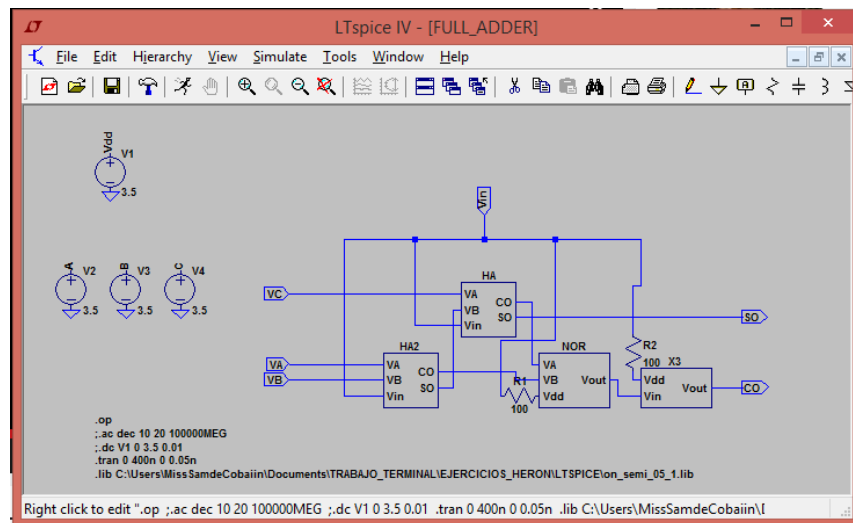 LTspice IV - [FULL_ADDER]
File Edit Hierarchy View Simulate Tools Window Help
Vdd
V1
3.5
Vin
A V2
3.5
B V3
3.5
C V4
3.5
VC
HA
VA CO
VB SO
Vin
SO
VA
VB
HA2
VA CO
VB SO
Vin
R1
100
NOR
VA
VB Vout
Vdd
R2
100
X3
Vdd Vout
Vin
CO
.op
;.ac dec 10 20 100000MEG
;.dc V1 0 3.5 0.01
.tran 0 400n 0 0.05n
.lib C:\Users\MissSamdeCobaiin\Documents\TRABAJO_TERMINAL\EJERCICIOS_HERON\LTSPICE\on_semi_05_1.lib
Right click to edit ".op ;.ac dec 10 20 100000MEG ;.dc V1 0 3.5 0.01 .tran 0 400n 0 0.05n .lib C:\Users\MissSamdeCobaiin\[